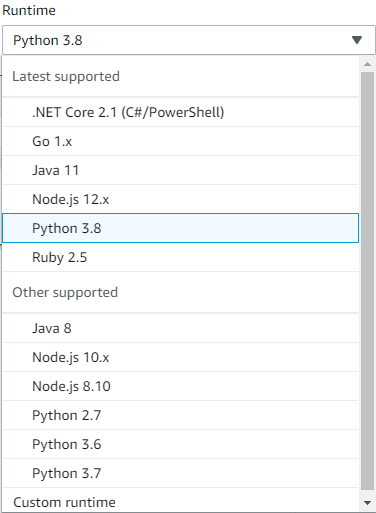 Runtime
Python 3.8
Latest supported
.NET Core 2.1 (C#/PowerShell)
Go 1.x
Java 11
Node.js 12.x
Python 3.8
Ruby 2.5
Other supported
Java 8
Node.js 10.x
Node.js 8.10
Python 2.7
Python 3.6
Python 3.7
Custom runtime